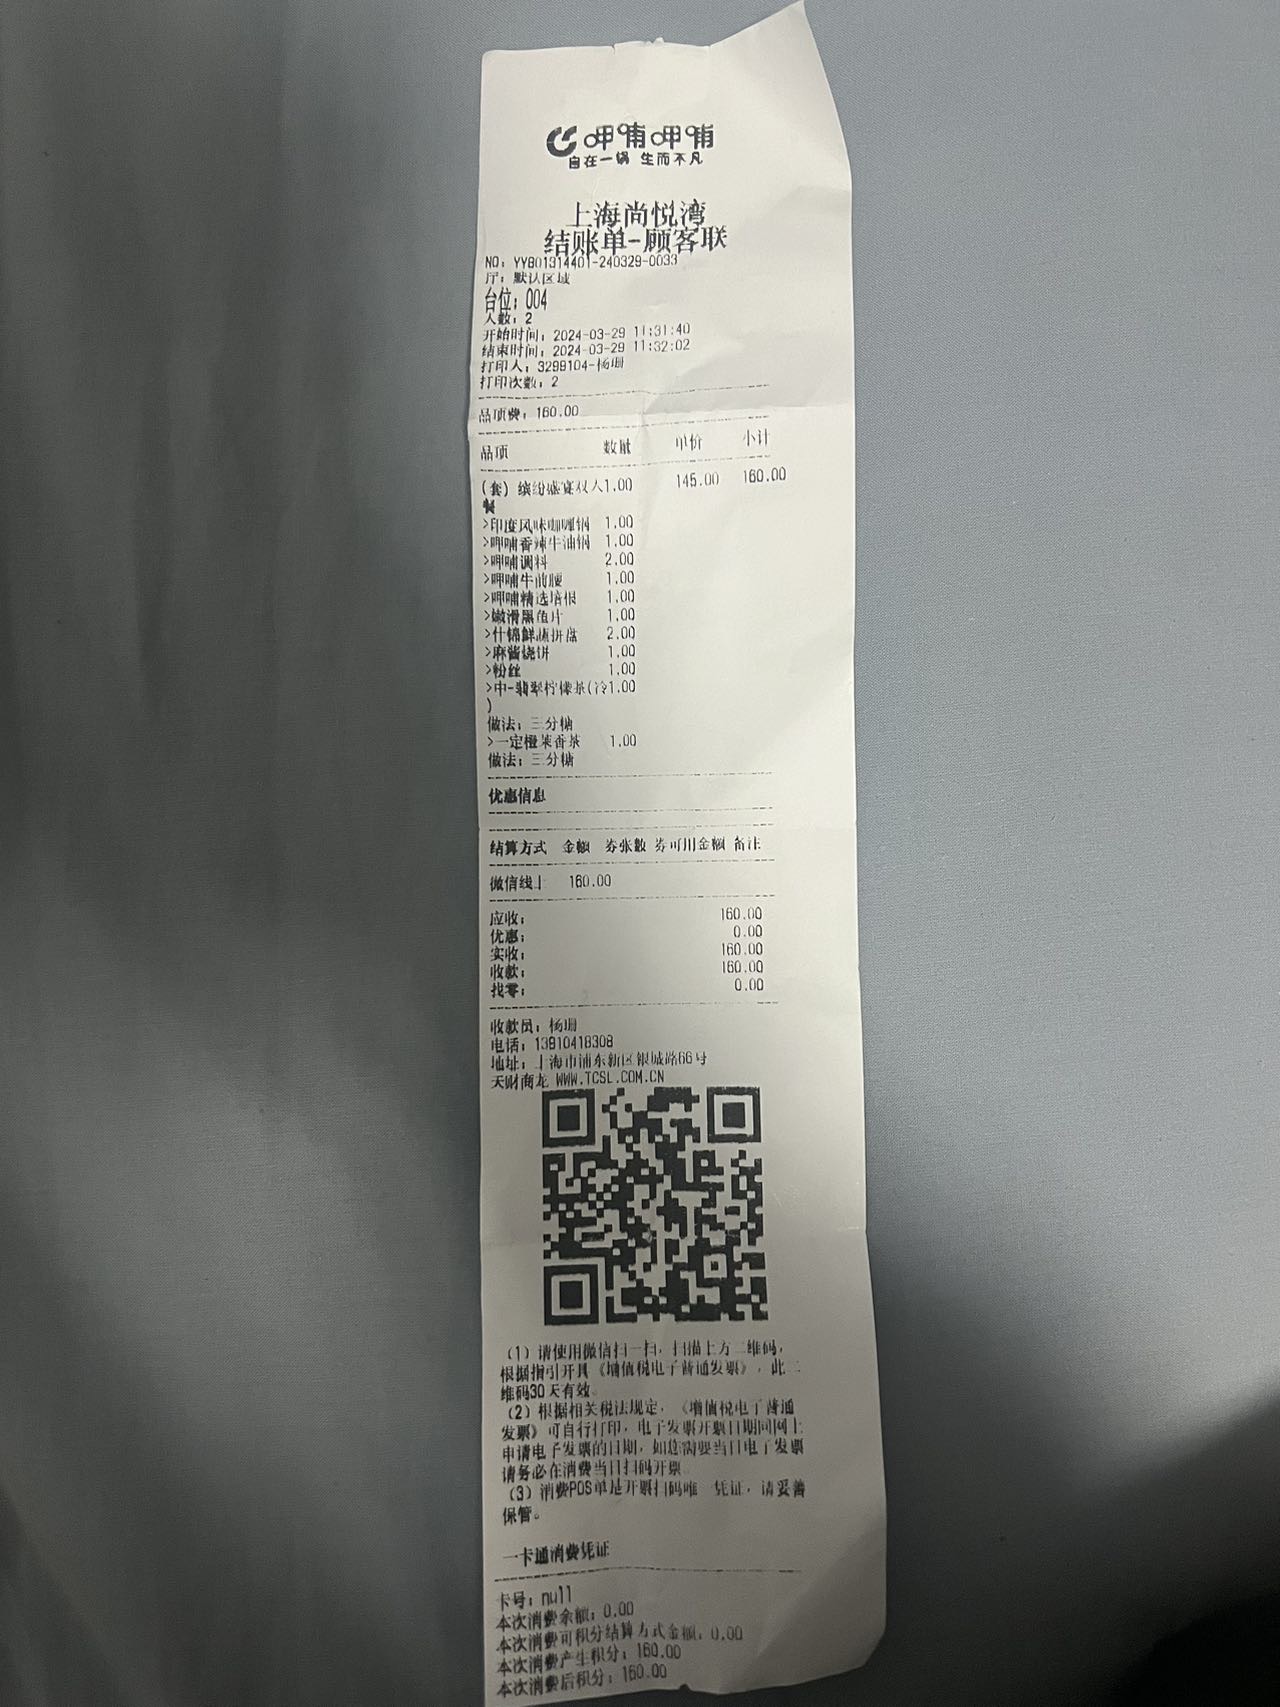 呷哺呷哺
自在一锅 生而不凡
上海尚悦湾
结账单-顾客联
NO: YYB01314401-240329-0033
厅: 默认区域
台位: 004
人数: 2
开始时间: 2024-03-29 11:31:40
结束时间: 2024-03-29 11:32:02
打印人: 3299104-杨珊
打印次数: 2
品项费: 160.00
品项 数量 单价 小计
(套) 缤纷盛宴双人1.00 145.00 160.00
餐
>印度风味咖喱锅 1.00
>呷哺香辣牛油锅 1.00
>呷哺调料 2.00
>呷哺牛前腰 1.00
>呷哺精选培根 1.00
>嫩滑黑鱼片 1.00
>什锦鲜蔬拼盘 2.00
>麻酱烧饼 1.00
>粉丝 1.00
>中-翡翠柠檬茶(冷1.00
)
做法: 三分糖
>一定橙茉香茶 1.00
做法: 三分糖
优惠信息
结算方式 金额 券张数 券可用金额 备注
微信线上 160.00
应收: 160.00
优惠: 0.00
实收: 160.00
收款: 160.00
找零: 0.00
收款员: 杨珊
电话: 13910418308
地址: 上海市浦东新区银城路66号
天财商龙 WWW.TCSL.COM.CN
(1) 请使用微信扫一扫, 扫描上方二维码,
根据指引开具《增值税电子普通发票》, 此二
维码30天有效。
(2) 根据相关税法规定, 《增值税电子普通
发票》可自行打印, 电子发票开票日期同网上
申请电子发票的日期, 如您需要当日电子发票
请务必在消费当日扫码开票。
(3) 消费POS单是开票扫码唯一凭证, 请妥善
保管。
一卡通消费凭证
卡号: null
本次消费余额: 0.00
本次消费可积分结算方式金额: 0.00
本次消费产生积分: 160.00
本次消费后积分: 160.00